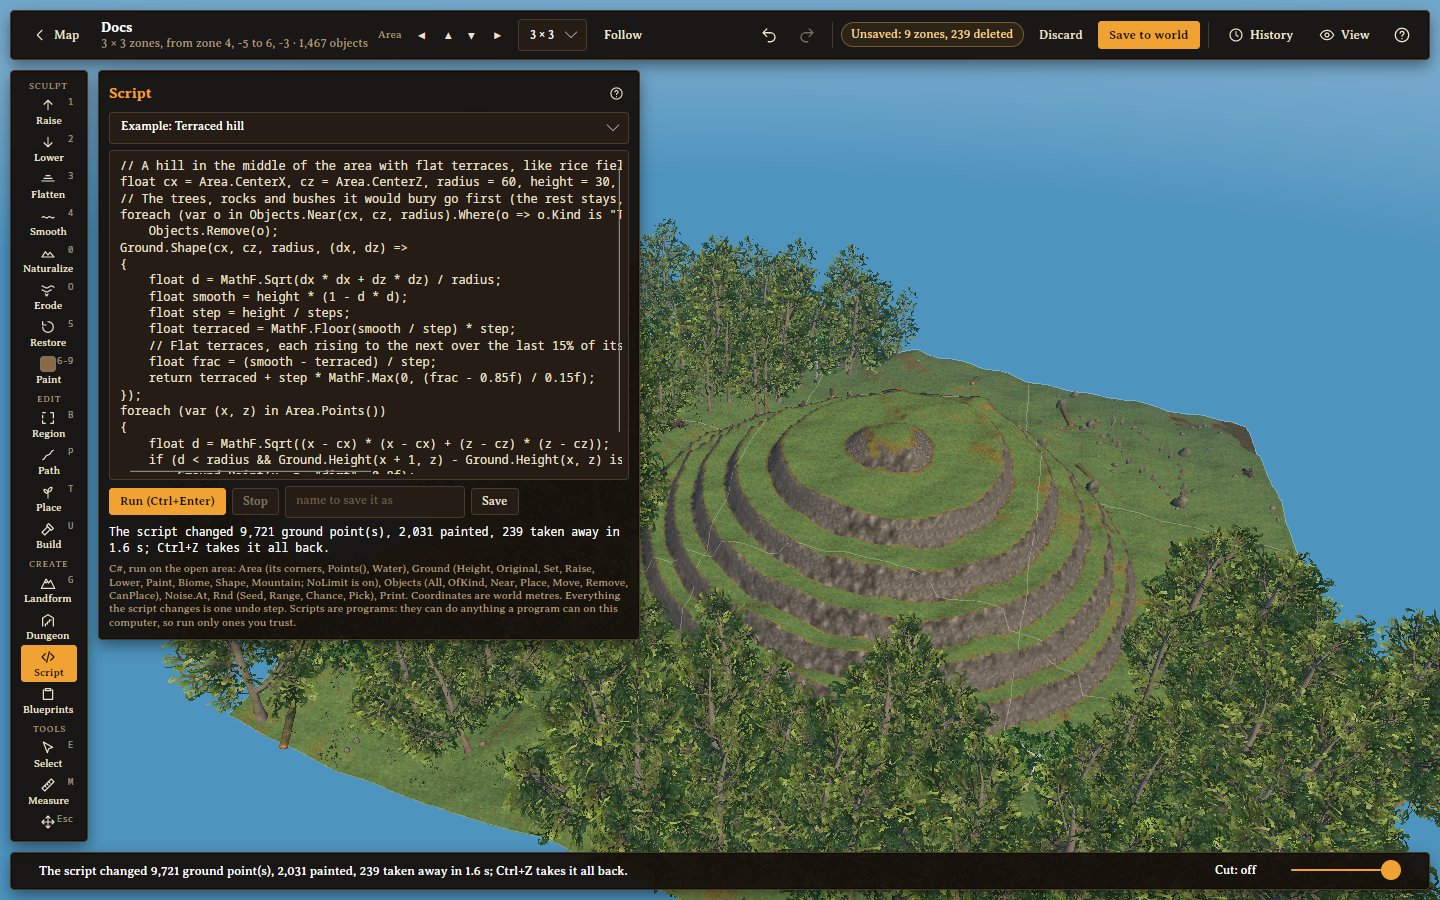 Map
Docs
3 × 3 zones, from zone 4, -5 to 6, -3 · 1,467 objects
Area
3 × 3
Follow
Unsaved: 9 zones, 239 deleted
Discard
Save to world
History
View
SCULPT
Raise 1
Lower 2
Flatten 3
Smooth 4
Naturalize 0
Erode O
Restore 5
Paint 6-9
EDIT
Region B
Path P
Place T
Build U
CREATE
Landform G
Dungeon
Script
Blueprints
TOOLS
Select E
Measure M
Esc
Script
Example: Terraced hill
// A hill in the middle of the area with flat terraces, like rice fiel
float cx = Area.CenterX, cz = Area.CenterZ, radius = 60, height = 30,
// The trees, rocks and bushes it would bury go first (the rest stays,
foreach (var o in Objects.Near(cx, cz, radius).Where(o => o.Kind is "T
Objects.Remove(o);
Ground.Shape(cx, cz, radius, (dx, dz) =>
{
float d = MathF.Sqrt(dx * dx + dz * dz) / radius;
float smooth = height * (1 - d * d);
float step = height / steps;
float terraced = MathF.Floor(smooth / step) * step;
// Flat terraces, each rising to the next over the last 15% of its
float frac = (smooth - terraced) / step;
return terraced + step * MathF.Max(0, (frac - 0.85f) / 0.15f);
});
foreach (var (x, z) in Area.Points())
{
float d = MathF.Sqrt((x - cx) * (x - cx) + (z - cz) * (z - cz));
if (d < radius && Ground.Height(x + 1, z) - Ground.Height(x, z) is
Run (Ctrl+Enter)
Stop
name to save it as
Save
The script changed 9,721 ground point(s), 2,031 painted, 239 taken away in
1.6 s; Ctrl+Z takes it all back.
C#, run on the open area: Area (its corners, Points(), Water), Ground (Height, Original, Set, Raise,
Lower, Paint, Biome, Shape, Mountain; NoLimit is on), Objects (All, OfKind, Near, Place, Move, Remove,
CanPlace), Noise.At, Rnd (Seed, Range, Chance, Pick), Print. Coordinates are world metres. Everything
the script changes is one undo step. Scripts are programs: they can do anything a program can on this
computer, so run only ones you trust.
The script changed 9,721 ground point(s), 2,031 painted, 239 taken away in 1.6 s; Ctrl+Z takes it all back.
Cut: off